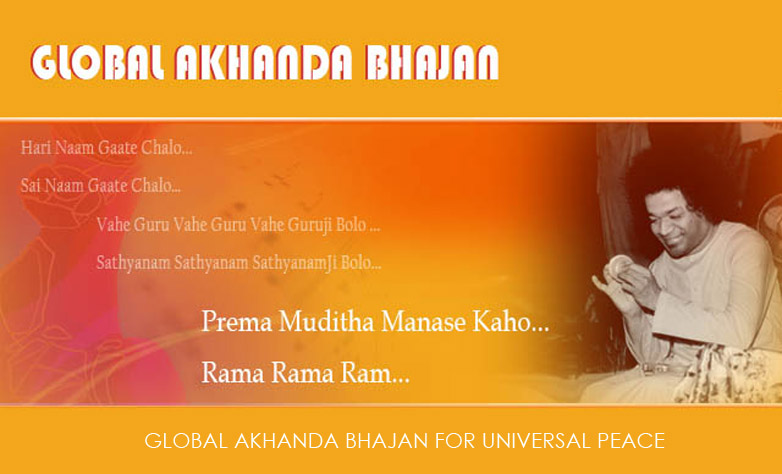 GLOBAL AKHANDA BHAJAN
Hari Naam Gaate Chalo...
Sai Naam Gaate Chalo...
Vahe Guru Vahe Guru Vahe Guruji Bolo ...
Sathyanam Sathyanam SathyanamJi Bolo...
Prema Muditha Manase Kaho...
Rama Rama Ram...
GLOBAL AKHANDA BHAJAN FOR UNIVERSAL PEACE